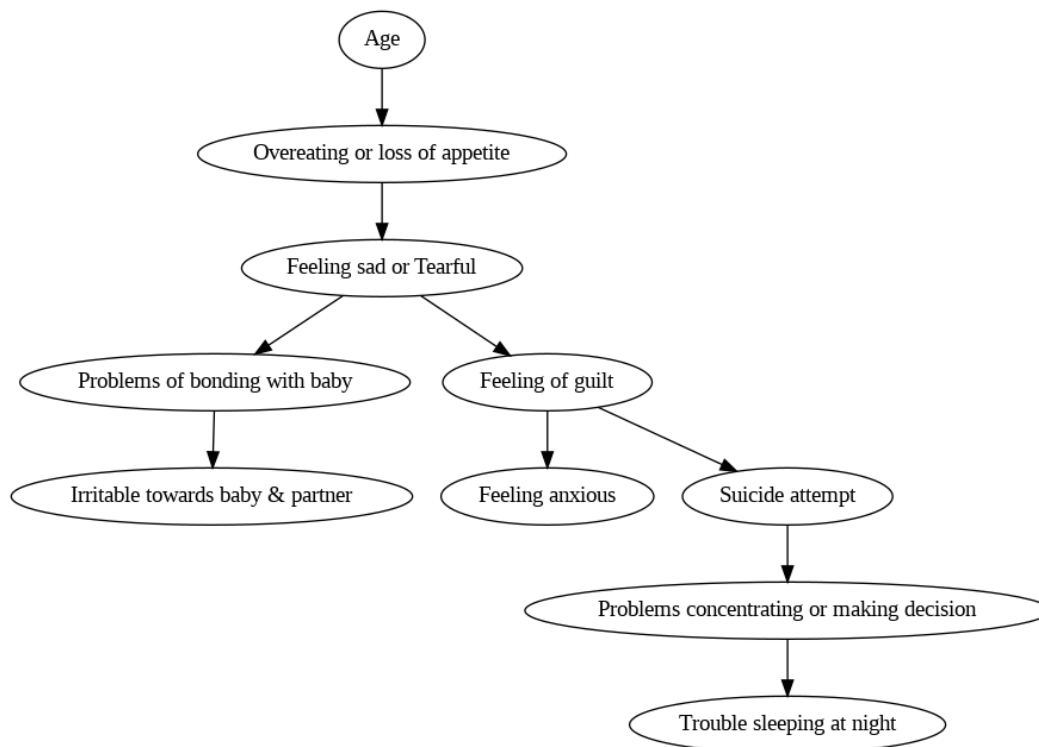 Age
Overeating or loss of appetite
Feeling sad or Tearful
Problems of bonding with baby
Feeling of guilt
Irritable towards baby & partner
Feeling anxious
Suicide attempt
Problems concentrating or making decision
Trouble sleeping at night